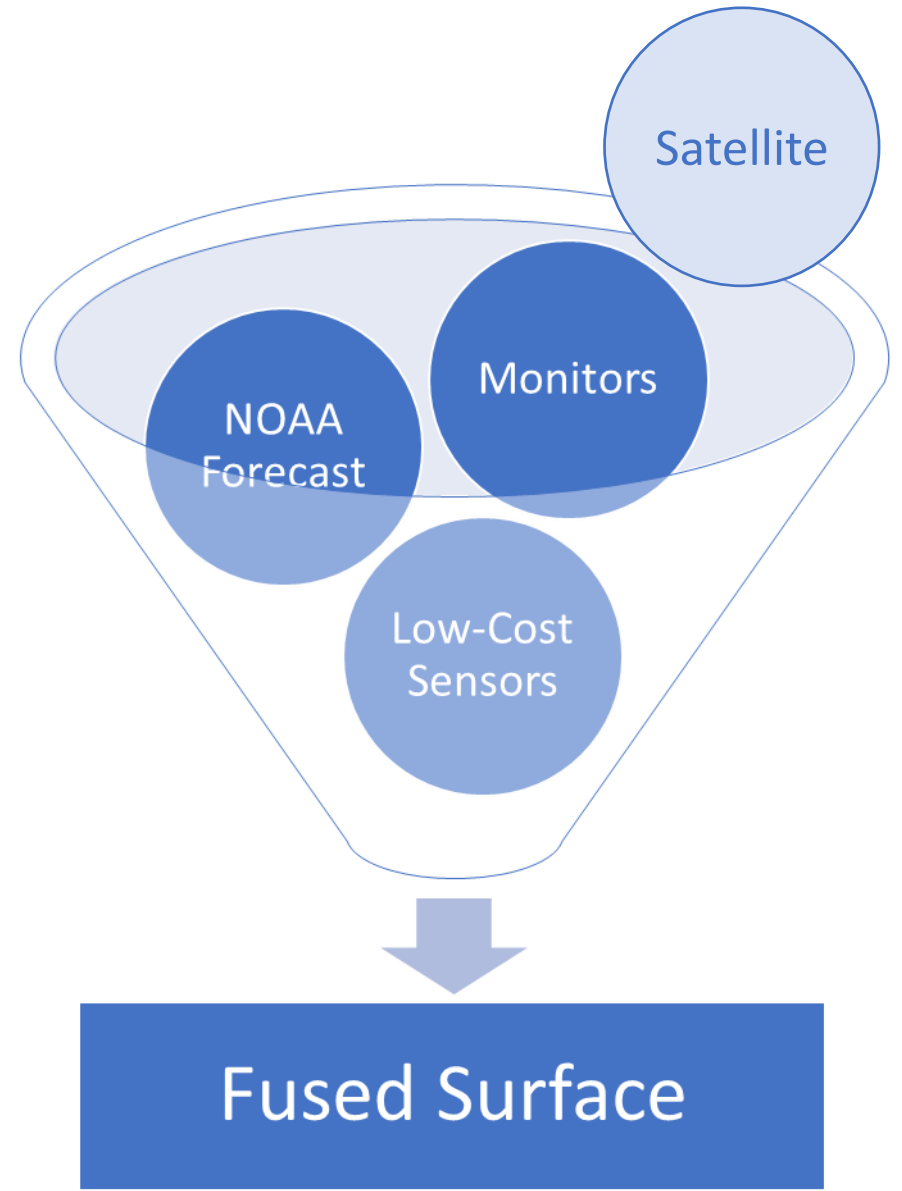 Satellite
Monitors
NOAA
Forecast
Low-Cost
Sensors
Fused Surface